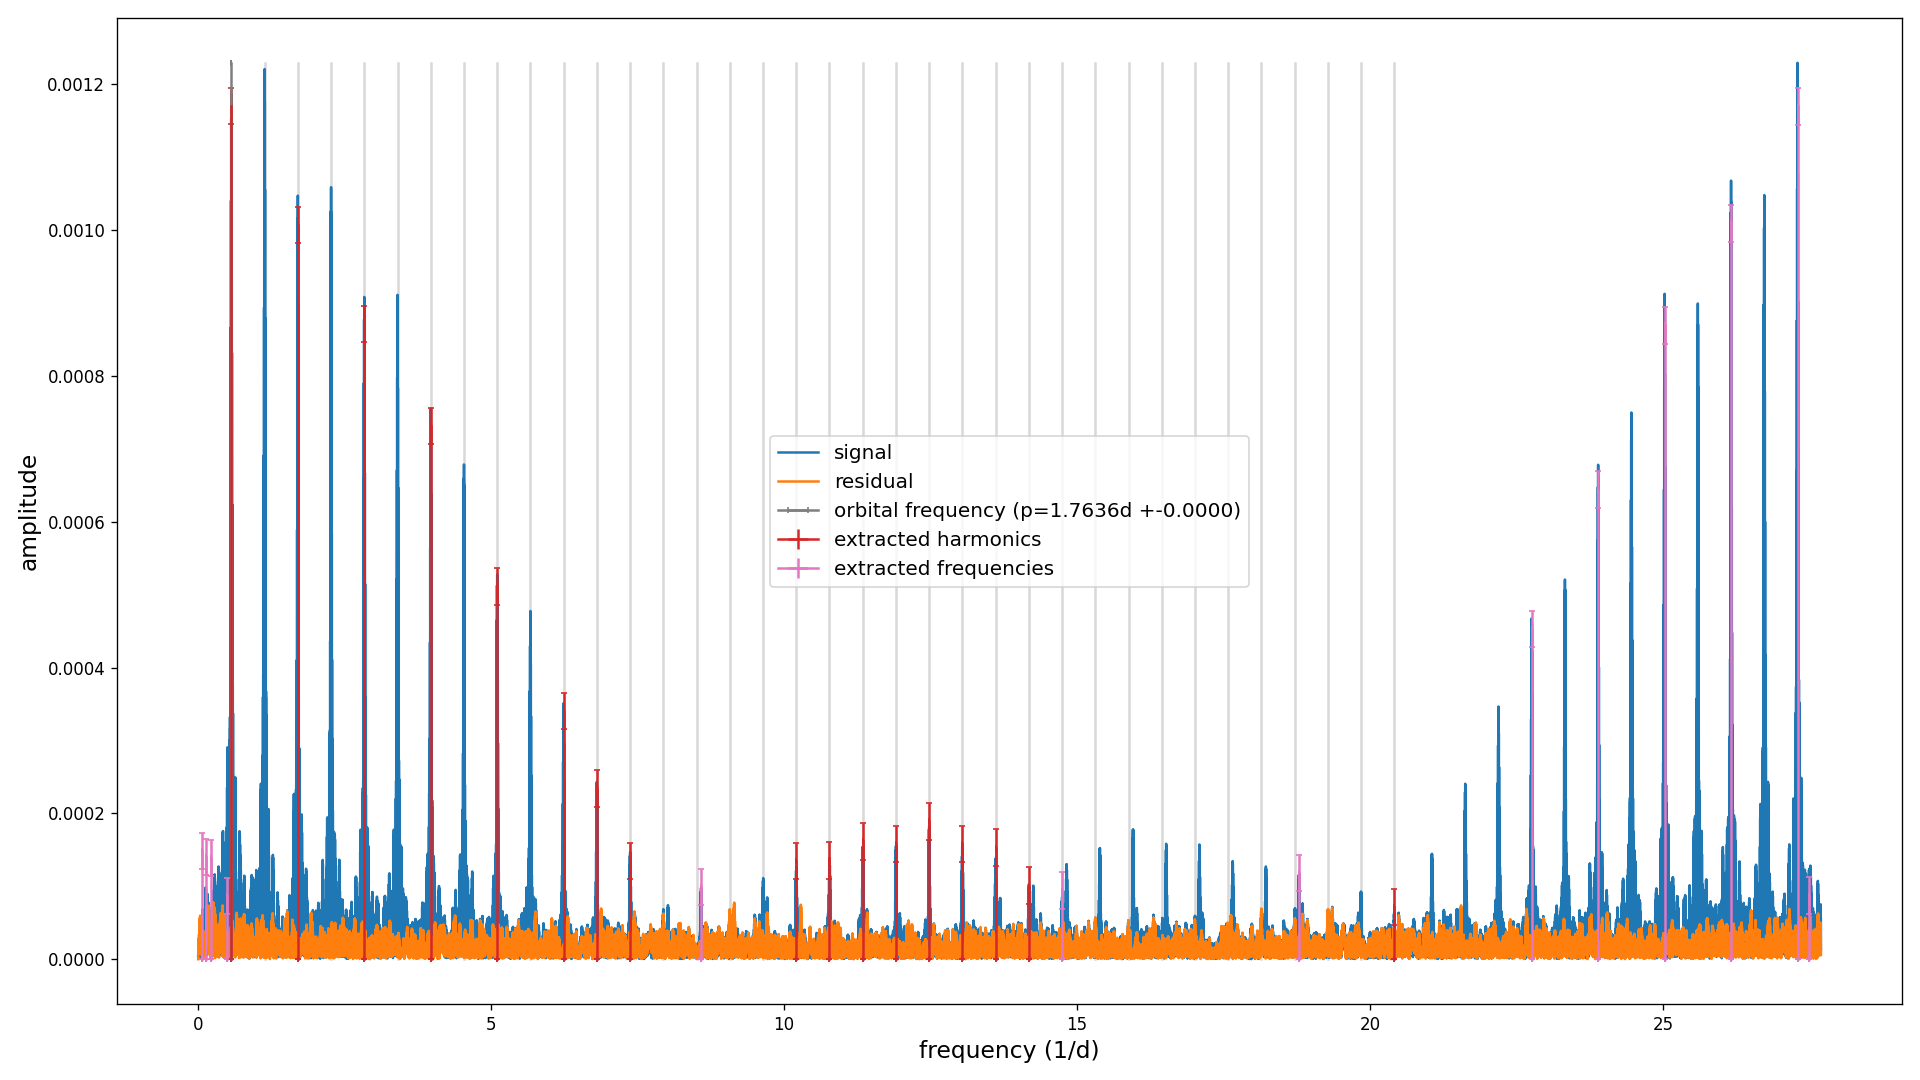 amplitude
0.0012
0.0010
0.0008
0.0006
0.0004
0.0002
0.0000
signal
residual
orbital frequency (p=1.7636d +-0.0000)
extracted harmonics
extracted frequencies
0 5 10 15 20 25
frequency (1/d)